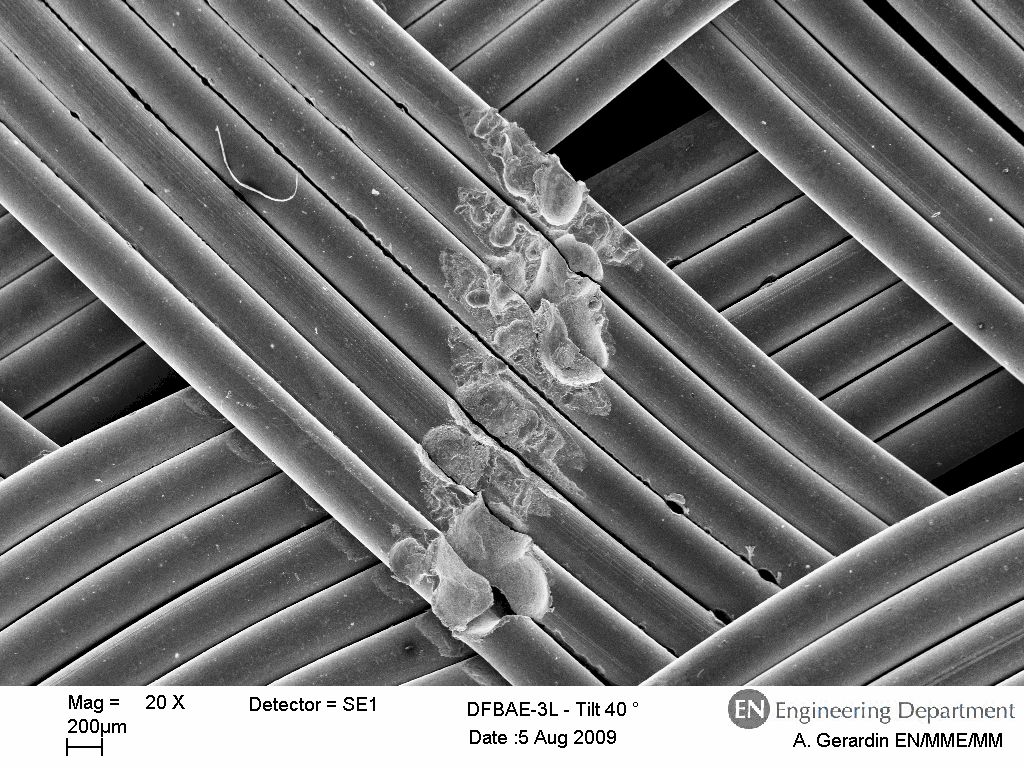 Mag = 20 X
200µm
Detector = SE1
DFBAE-3L - Tilt 40 °
Date :5 Aug 2009
EN Engineering Department
A. Gerardin EN/MME/MM